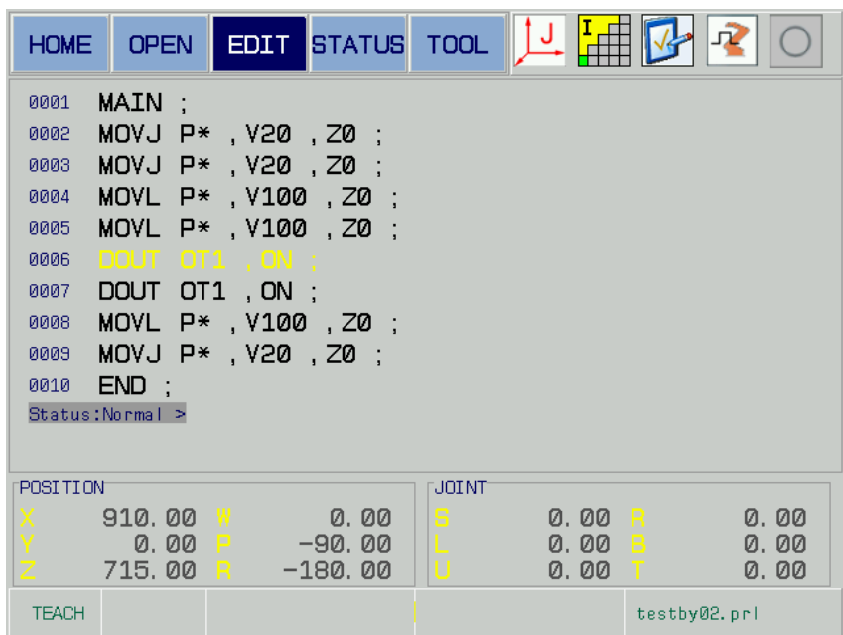 HOME OPEN EDIT STATUS TOOL J I
0001 MAIN ;
0002 MOVJ P* , V20 , Z0 ;
0003 MOVJ P* , V20 , Z0 ;
0004 MOVL P* , V100 , Z0 ;
0005 MOVL P* , V100 , Z0 ;
0006 DOUT OT1 , ON ;
0007 DOUT OT1 , ON ;
0008 MOVL P* , V100 , Z0 ;
0009 MOVJ P* , V20 , Z0 ;
0010 END ;
Status:Normal >
POSITION JOINT
X 910.00 W 0.00 S 0.00 R 0.00
Y 0.00 P -90.00 L 0.00 B 0.00
Z 715.00 R -180.00 U 0.00 T 0.00
TEACH testby02.prl